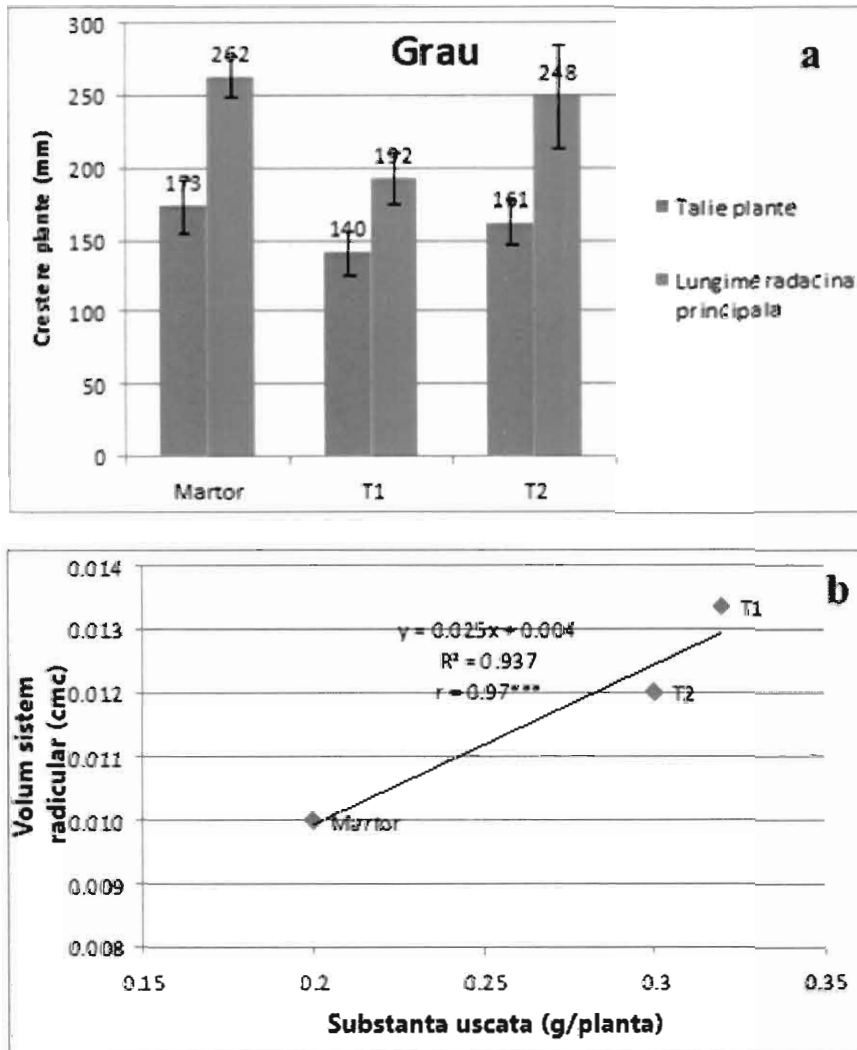 Grau
a
Crestere plante (mm)
300
250
200
150
100
50
0
173
262
140
192
161
248
Martor
T1
T2
Talie plante
Lungime radacina
principala
b
Volum sistem
radicular (cmc)
0.014
0.013
0.012
0.011
0.010
0.009
0.008
y = 0.025x + 0.004
R² = 0.937
r = 0.97***
T1
T2
Martor
0.15
0.2
0.25
0.3
0.35
Substanta uscata (g/planta)